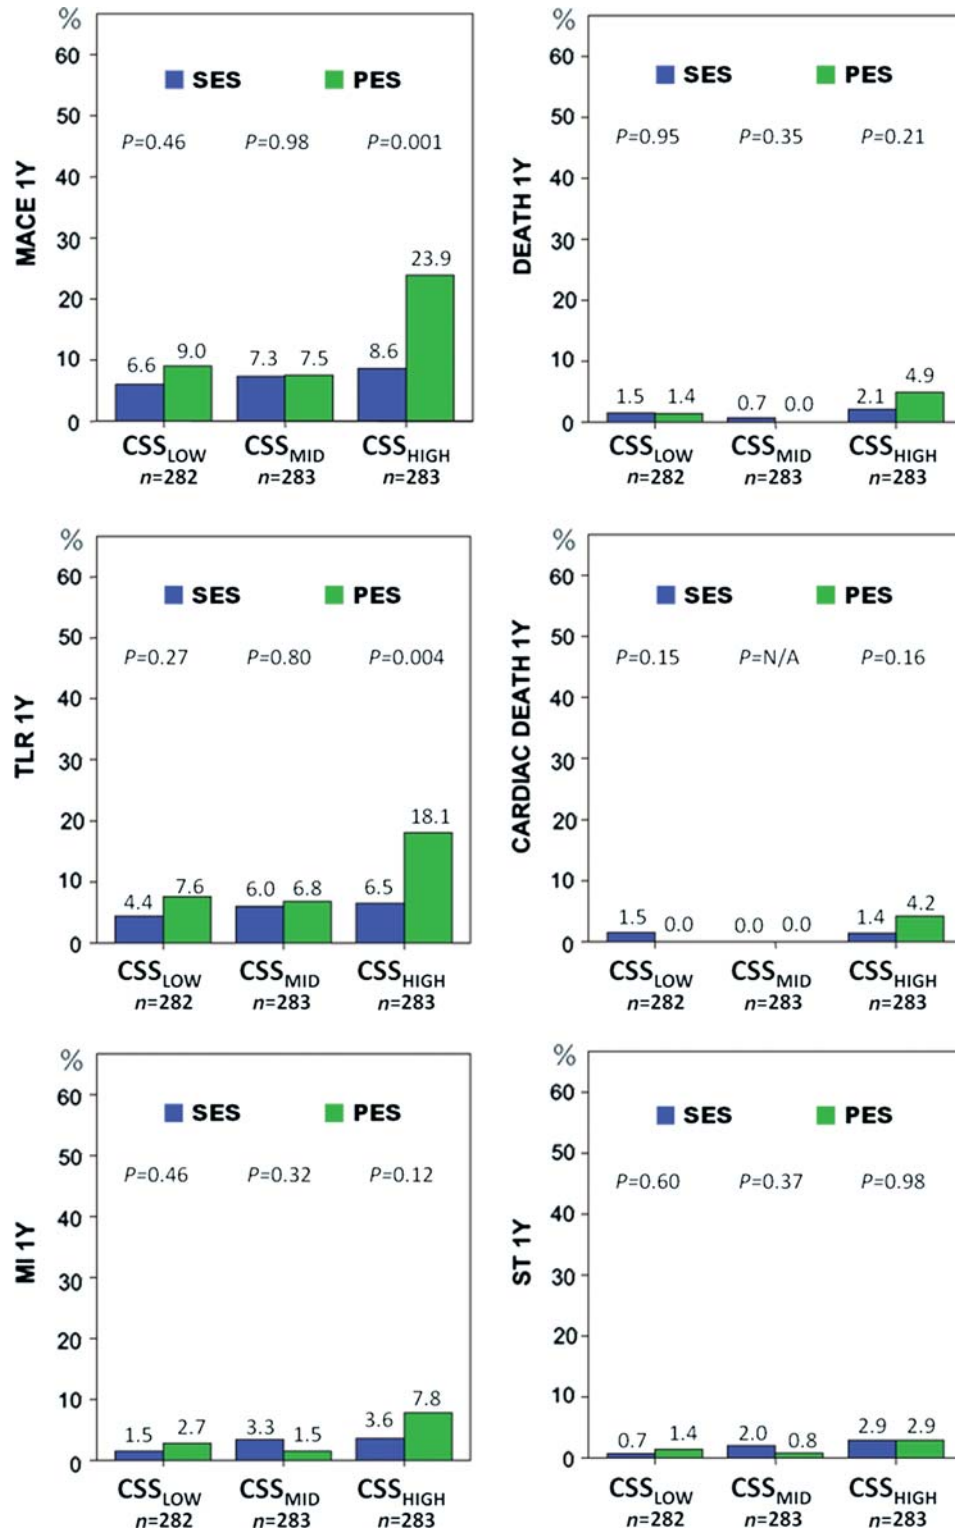 %
60
SES PES
50
P=0.46 P=0.98 P=0.001
40
MACE 1Y
30
23.9
20
10
6.6 9.0 7.3 7.5 8.6
0
CSSLOW CSSMID CSSHIGH
n=282 n=283 n=283
%
60
SES PES
50
P=0.95 P=0.35 P=0.21
40
DEATH 1Y
30
20
10
1.5 1.4 0.7 0.0 2.1 4.9
0
CSSLOW CSSMID CSSHIGH
n=282 n=283 n=283
%
60
SES PES
50
P=0.27 P=0.80 P=0.004
40
TLR 1Y
30
20
18.1
10
4.4 7.6 6.0 6.8 6.5
0
CSSLOW CSSMID CSSHIGH
n=282 n=283 n=283
%
60
SES PES
50
P=0.15 P=N/A P=0.16
40
CARDIAC DEATH 1Y
30
20
10
1.5 0.0 0.0 0.0 1.4 4.2
0
CSSLOW CSSMID CSSHIGH
n=282 n=283 n=283
%
60
SES PES
50
P=0.46 P=0.32 P=0.12
40
MI 1Y
30
20
10
1.5 2.7 3.3 1.5 3.6 7.8
0
CSSLOW CSSMID CSSHIGH
n=282 n=283 n=283
%
60
SES PES
50
P=0.60 P=0.37 P=0.98
40
ST 1Y
30
20
10
0.7 1.4 2.0 0.8 2.9 2.9
0
CSSLOW CSSMID CSSHIGH
n=282 n=283 n=283